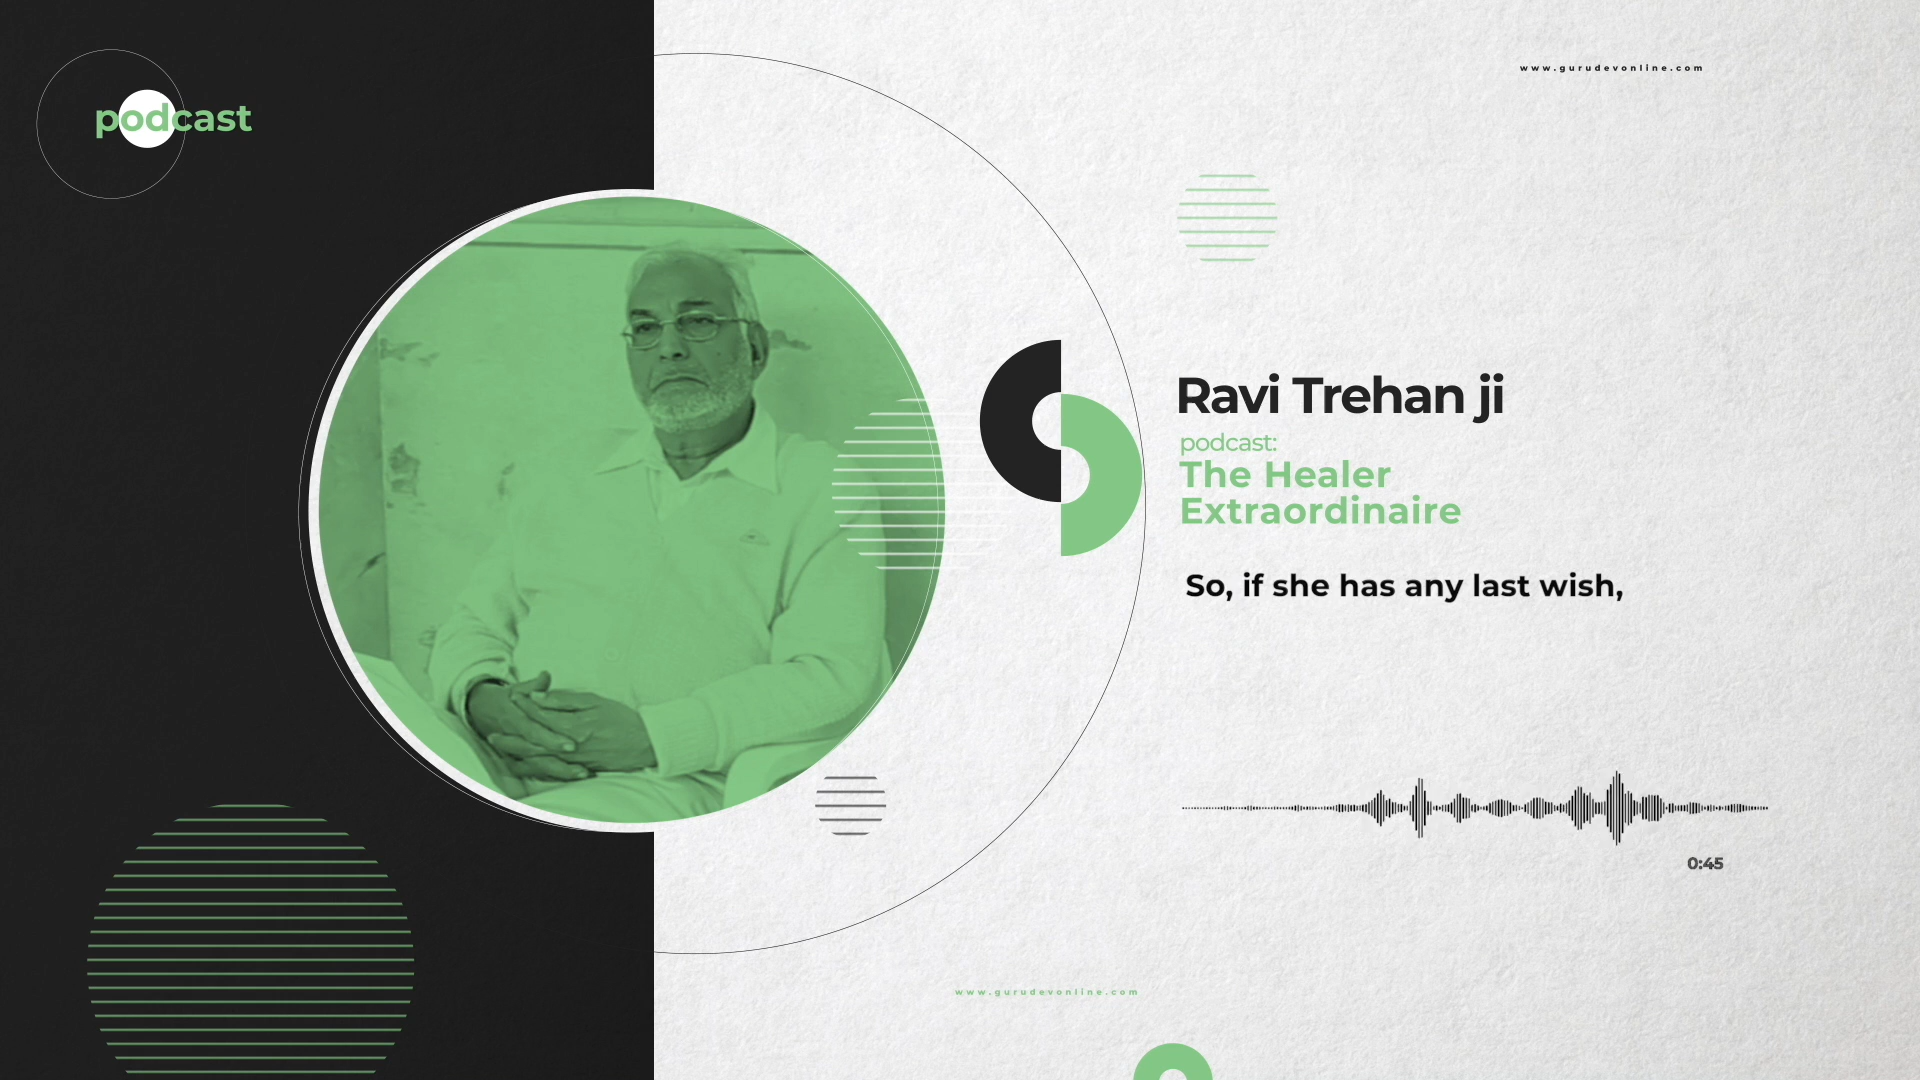 podcast
www.gurudevonline.com
Ravi Trehan ji
podcast:
The Healer
Extraordinaire
So, if she has any last wish,
0:45
www.gurudevonline.com